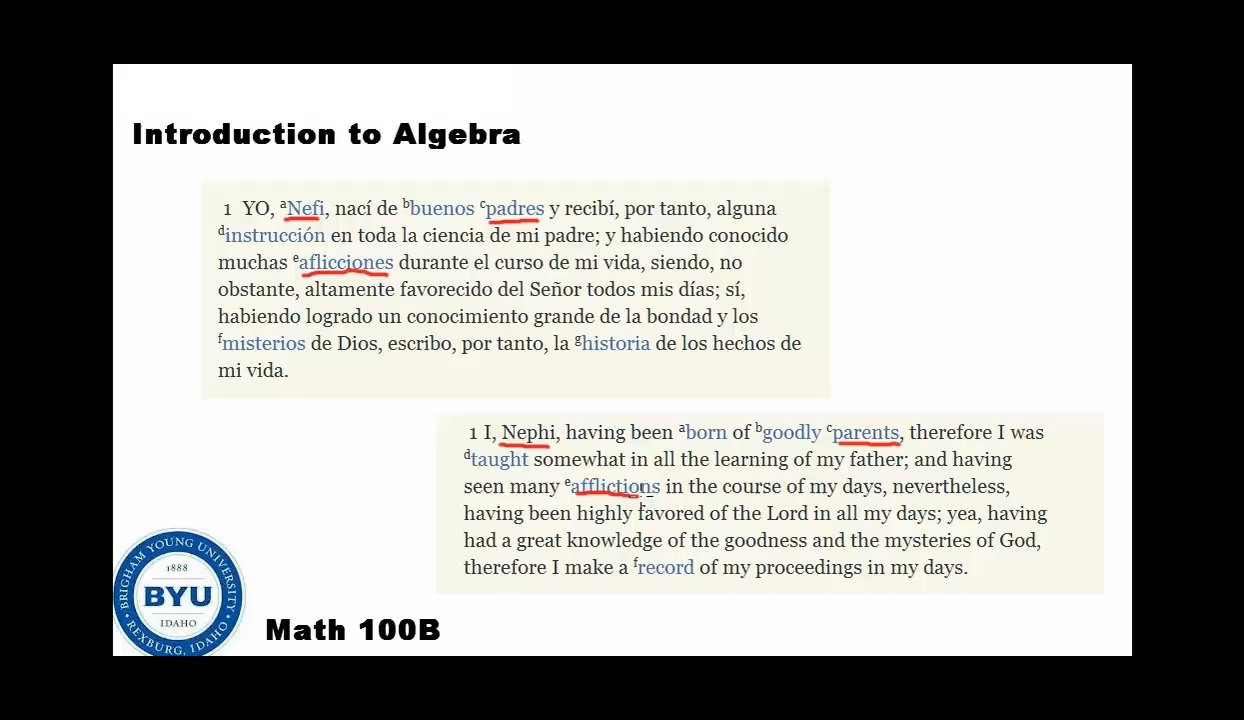 Introduction to Algebra
1 YO, aNefi, nací de bbuenos cpadres y recibí, por tanto, alguna
dinstrucción en toda la ciencia de mi padre; y habiendo conocido
muchas eaflicciones durante el curso de mi vida, siendo, no
obstante, altamente favorecido del Señor todos mis días; sí,
habiendo logrado un conocimiento grande de la bondad y los
fmisterios de Dios, escribo, por tanto, la ghistoria de los hechos de
mi vida.
1 I, Nephi, having been aborn of bgoodly cparents, therefore I was
dtaught somewhat in all the learning of my father; and having
seen many eafflictions in the course of my days, nevertheless,
having been highly favored of the Lord in all my days; yea, having
had a great knowledge of the goodness and the mysteries of God,
therefore I make a frecord of my proceedings in my days.
BRIGHAM YOUNG UNIVERSITY
1888
BYU
IDAHO
REXBURG, IDAHO
Math 100B